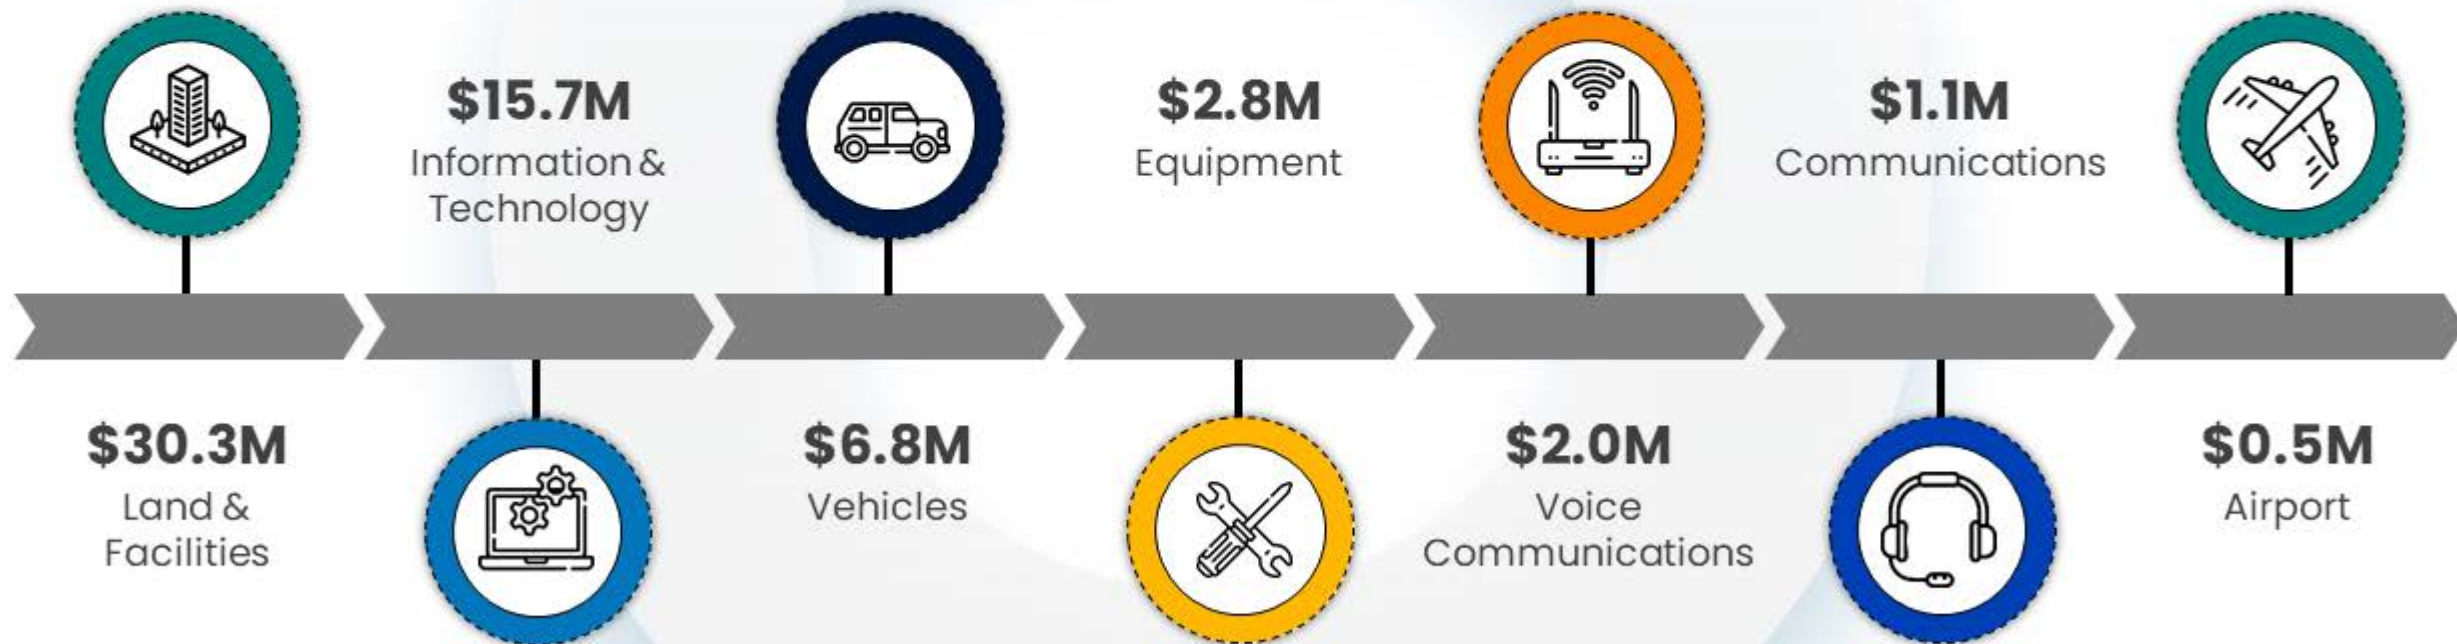 $15.7M
Information &
Technology
$2.8M
Equipment
$1.1M
Communications
$30.3M
Land &
Facilities
$6.8M
Vehicles
$2.0M
Voice
Communications
$0.5M
Airport